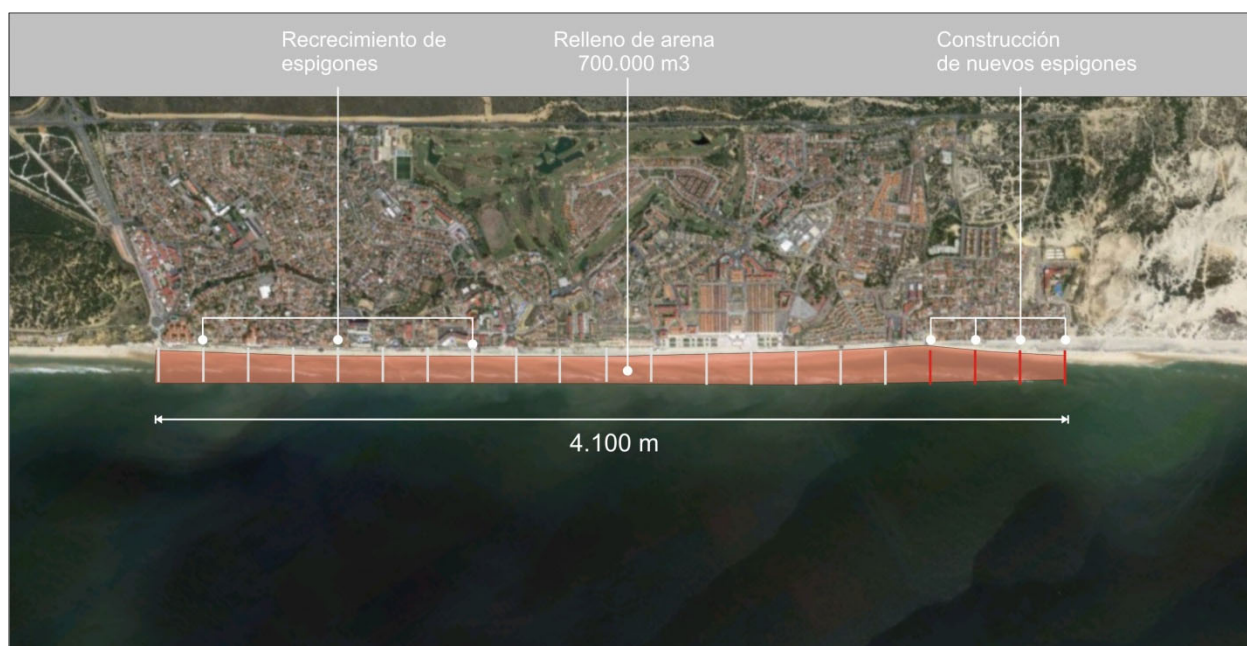 Recrecimiento de
espigones
Relleno de arena
700.000 m3
Construcción
de nuevos espigones
4.100 m